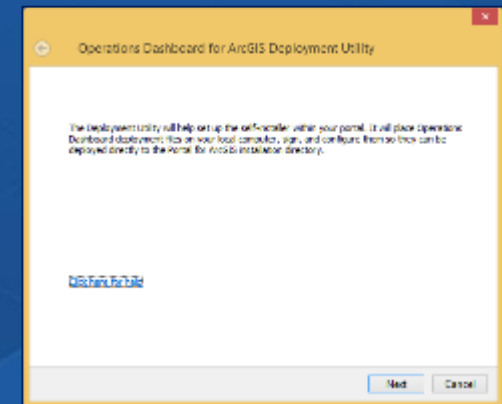 Operations Dashboard for ArcGIS Deployment Utility
The Deployment Utility will help set up the self-installer within your portal. It will place Operations
Dashboard deployment files on your local computer, sign, and configure them so they can be
deployed directly to the Portal for ArcGIS installation directory.
Click here for help
Next Cancel